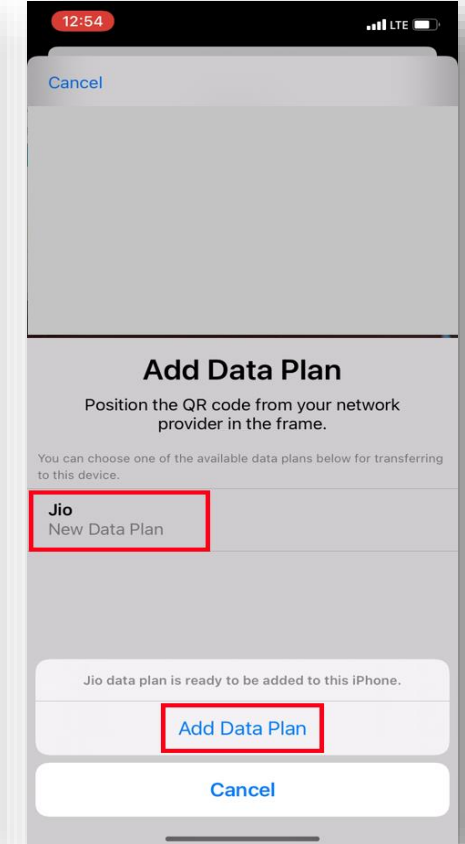 12:54
LTE
Cancel
Add Data Plan
Position the QR code from your network
provider in the frame.
You can choose one of the available data plans below for transferring
to this device.
Jio
New Data Plan
Jio data plan is ready to be added to this iPhone.
Add Data Plan
Cancel